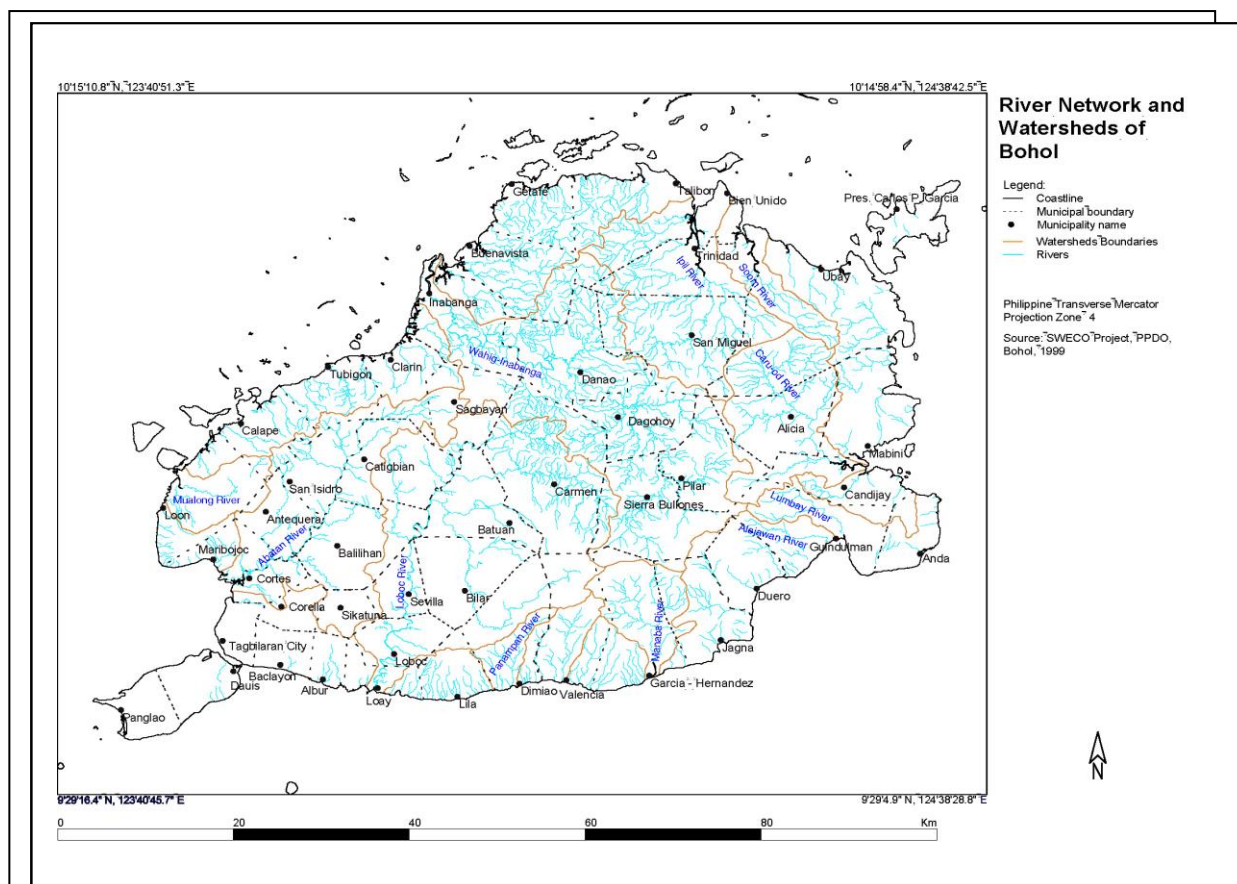 10°15'10.8" N, 123°40'51.3" E
10°14'58.4" N, 124°38'42.5" E
River Network and
Watersheds of
Bohol
Legend:
Coastline
Municipal boundary
Municipality name
Watersheds Boundaries
Rivers
Philippine Transverse Mercator
Projection Zone 4
Source: SWECO Project, PPDO,
Bohol, 1999
Getafe
Talibon
Bien Unido
Pres. Carlos P. Garcia
Buenavista
Trinidad
Ipil River
Soom River
Ubay
Inabanga
San Miguel
Wahig-Inabanga
Clarin
Tubigon
Danao
Carood River
Sagbayan
Dagohoy
Alicia
Calape
Mabini
Catigbian
San Isidro
Carmen
Pilar
Candijay
Mualong River
Sierra Bullones
Lumbay River
Loon
Antequera
Batuan
Abatan River
Alejawan River
Guindulman
Maribojoc
Balilihan
Anda
Cortes
Loboc River
Sevilla
Bilar
Duero
Corella
Sikatuna
Panampan River
Manaba River
Tagbilaran City
Jagna
Loboc
Baclayon
Dauis
Albur
Loay
Lila
Dimiao
Valencia
Garcia - Hernandez
Panglao
N
9°29'16.4" N, 123°40'45.7" E
9°29'4.9" N, 124°38'28.8" E
0 20 40 60 80 Km